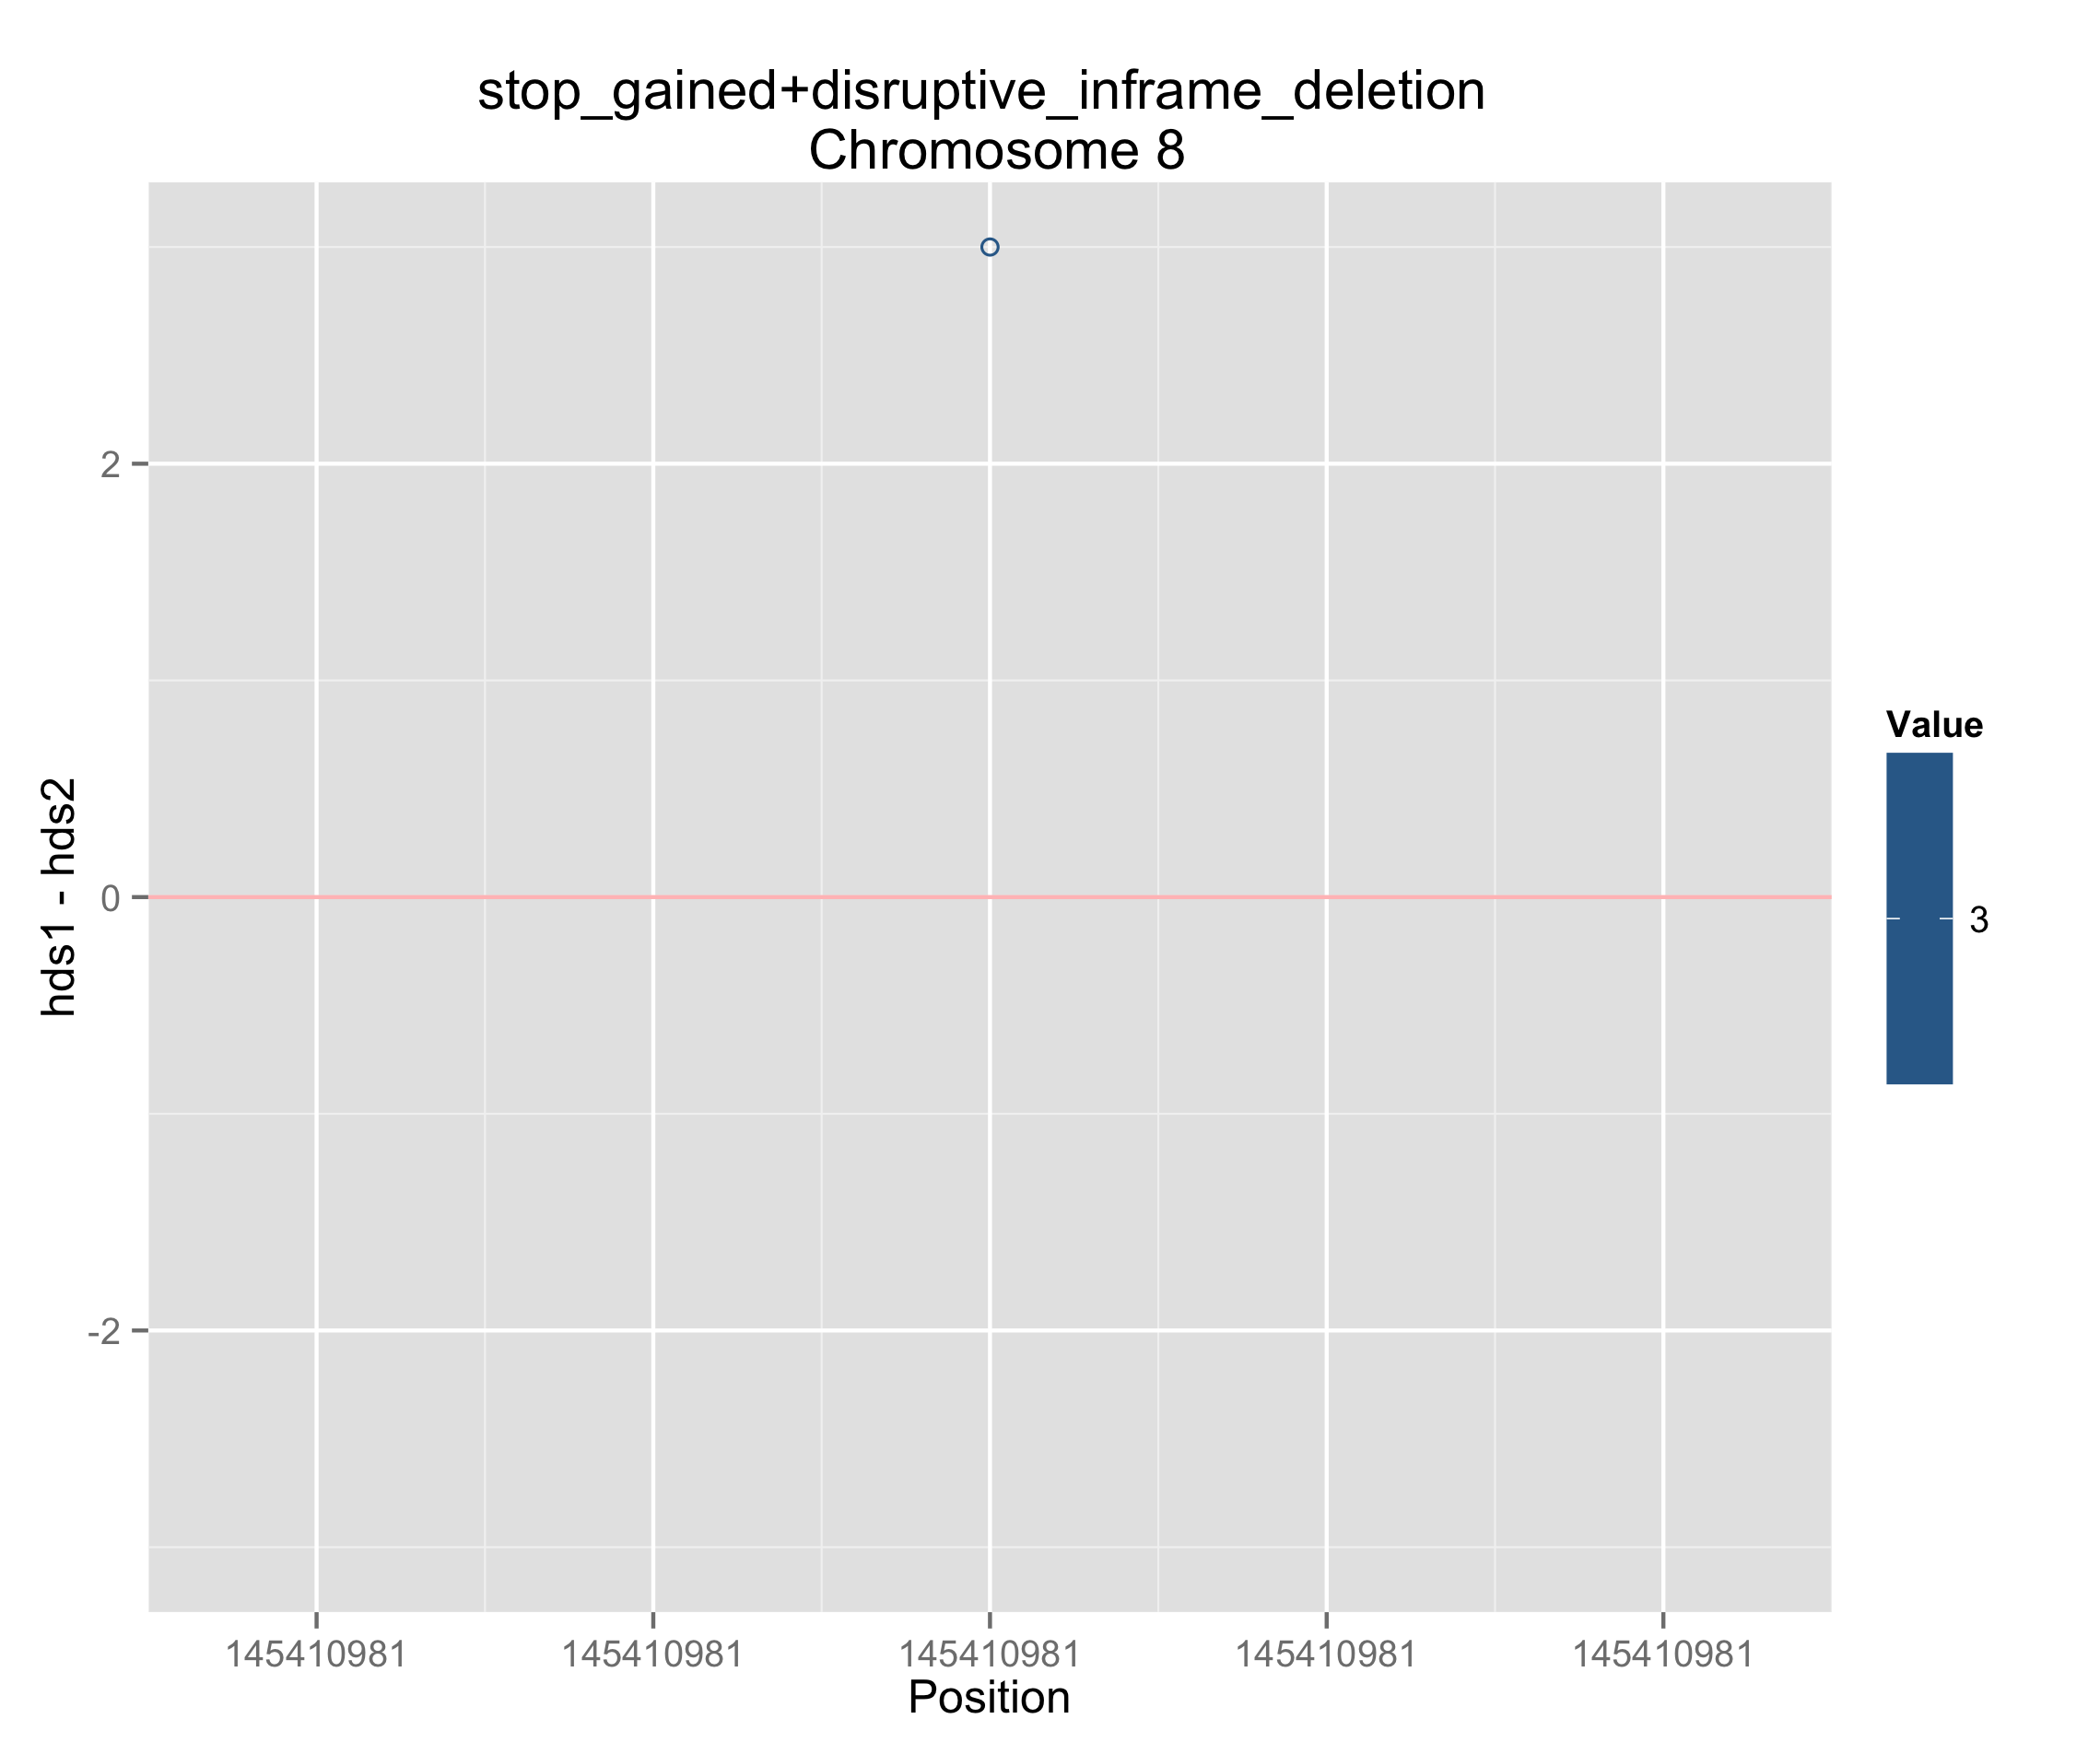 stop_gained+disruptive_inframe_deletion
Chromosome 8
2
0
-2
hds1 - hds2
145410981 145410981 145410981 145410981 145410981
Position
Value
3